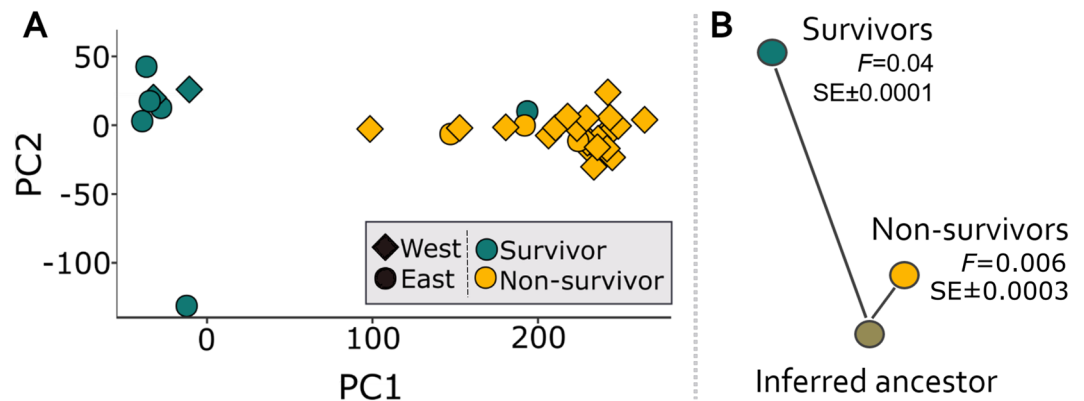 A
50
0
-50
-100
PC2
West
Survivor
East
Non-survivor
0
100
200
PC1
B
Survivors
F=0.04
SE±0.0001
Non-survivors
F=0.006
SE±0.0003
Inferred ancestor